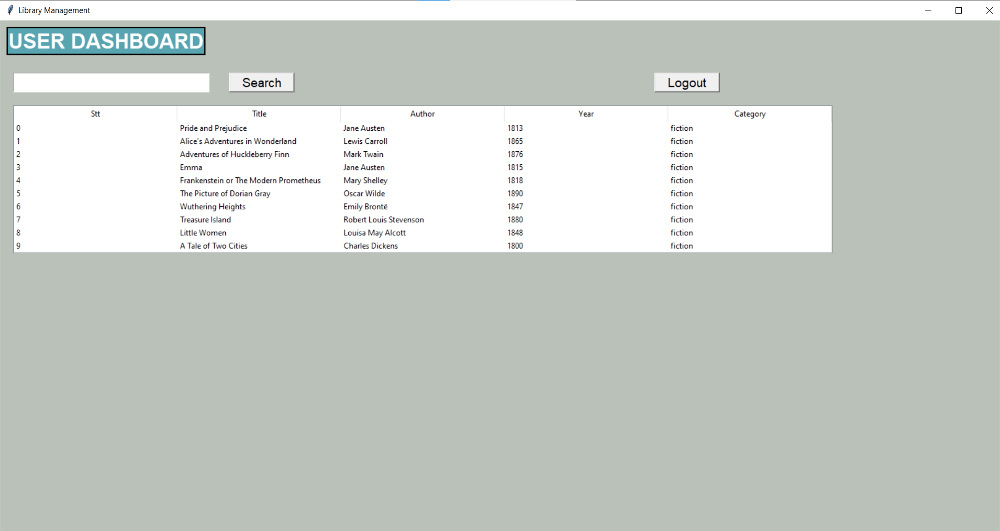 Library Management
USER DASHBOARD
Search Logout
Stt Title Author Year Category
0 Pride and Prejudice Jane Austen 1813 fiction
1 Alice's Adventures in Wonderland Lewis Carroll 1865 fiction
2 Adventures of Huckleberry Finn Mark Twain 1876 fiction
3 Emma Jane Austen 1815 fiction
4 Frankenstein or The Modern Prometheus Mary Shelley 1818 fiction
5 The Picture of Dorian Gray Oscar Wilde 1890 fiction
6 Wuthering Heights Emily Brontë 1847 fiction
7 Treasure Island Robert Louis Stevenson 1880 fiction
8 Little Women Louisa May Alcott 1848 fiction
9 A Tale of Two Cities Charles Dickens 1800 fiction